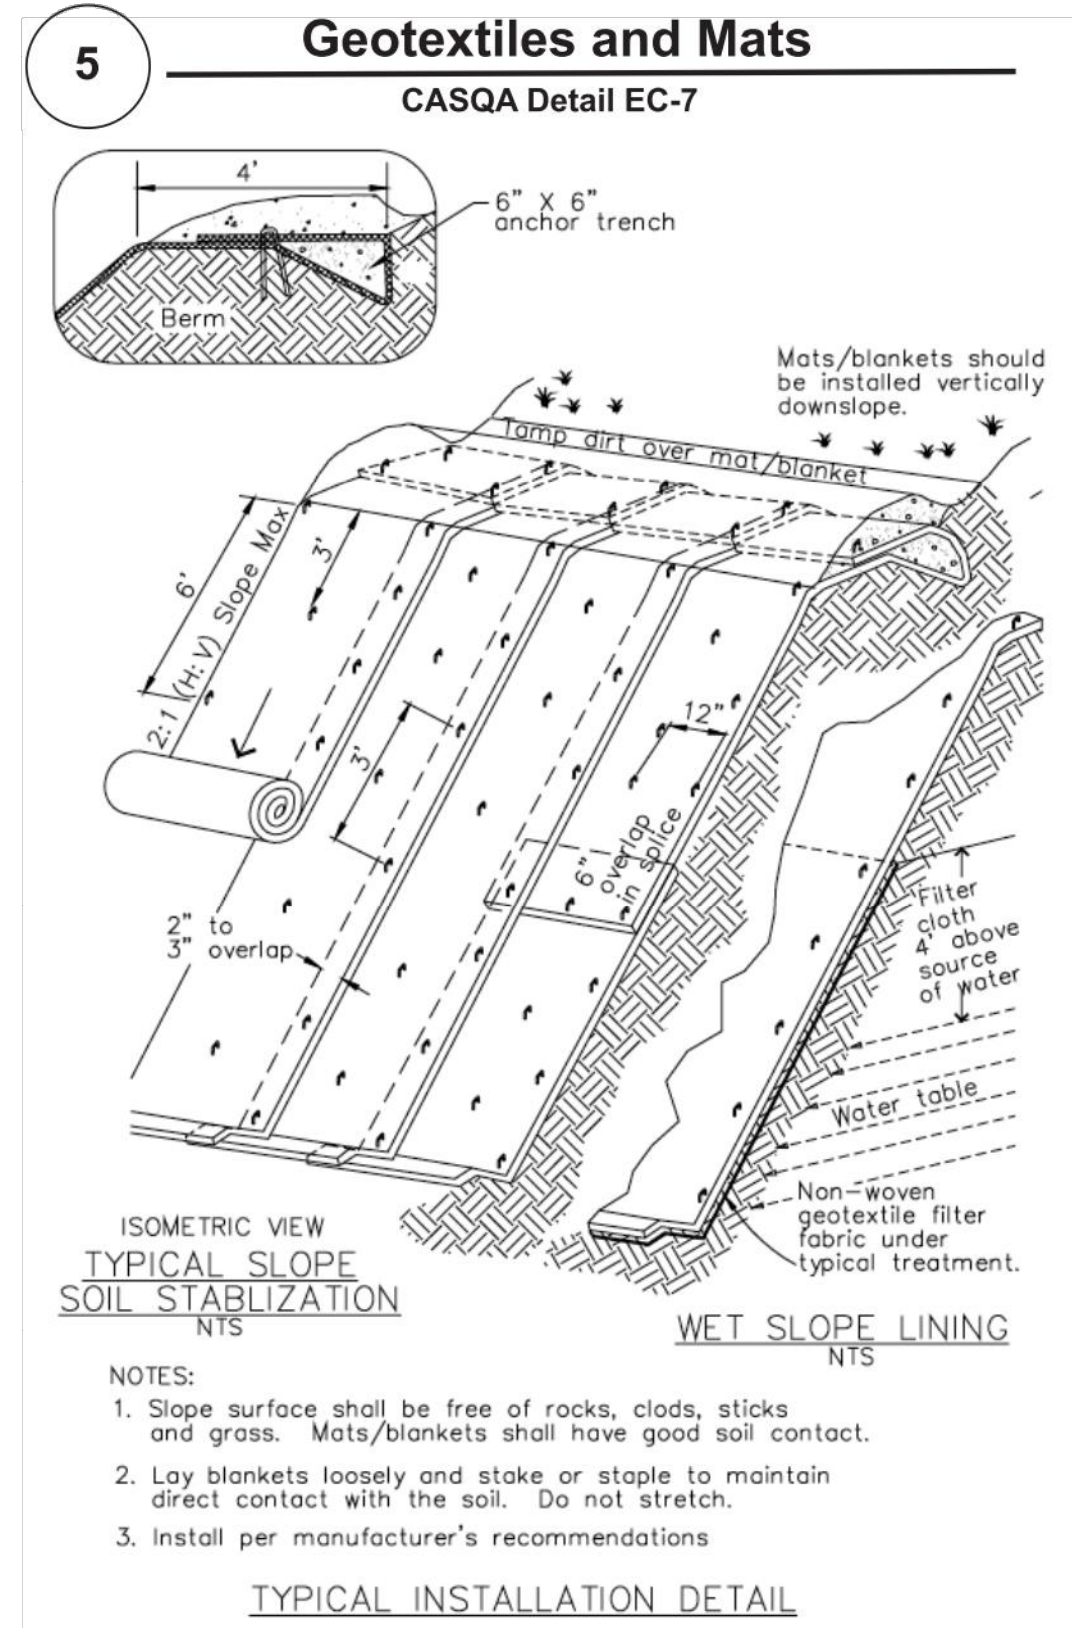 5
Geotextiles and Mats
CASQA Detail EC-7
4'
6" X 6"
anchor trench
Berm
Mats/blankets should
be installed vertically
downslope.
Tamp dirt over mat/blanket
6'
2:1 (H:V) Slope Max
3'
12"
3'
6"
overlap
in splice
2" to
3" overlap
Filter
cloth
4' above
source
of water
Water table
Non-woven
geotextile filter
fabric under
typical treatment.
ISOMETRIC VIEW
TYPICAL SLOPE
SOIL STABLIZATION
NTS
WET SLOPE LINING
NTS
NOTES:
1. Slope surface shall be free of rocks, clods, sticks
and grass. Mats/blankets shall have good soil contact.
2. Lay blankets loosely and stake or staple to maintain
direct contact with the soil. Do not stretch.
3. Install per manufacturer's recommendations
TYPICAL INSTALLATION DETAIL